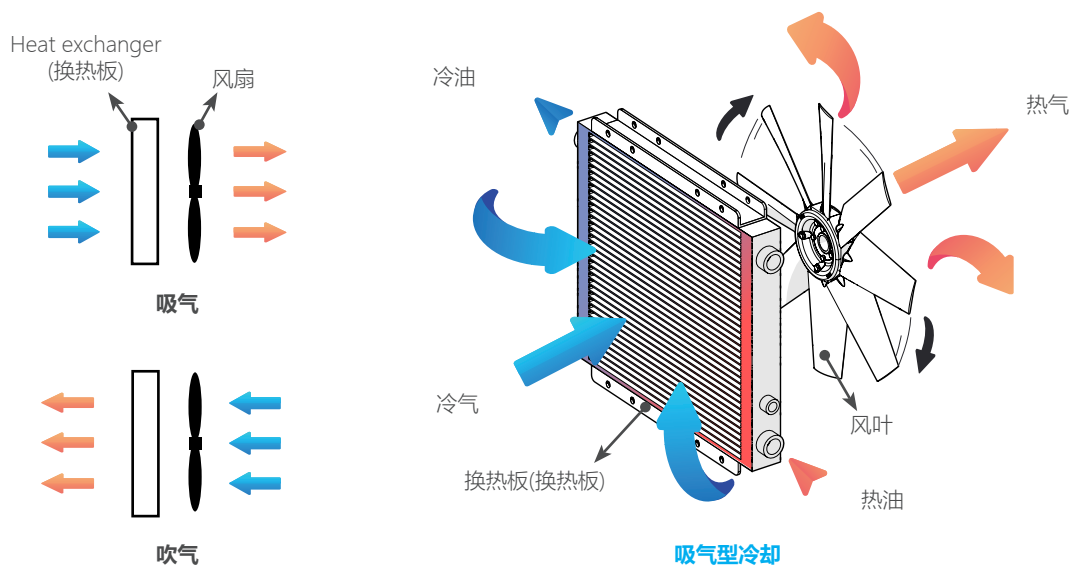 Heat exchanger
(换热板)
风扇
吸气
吹气
冷油
热气
冷气
风叶
换热板(换热板)
热油
吸气型冷却